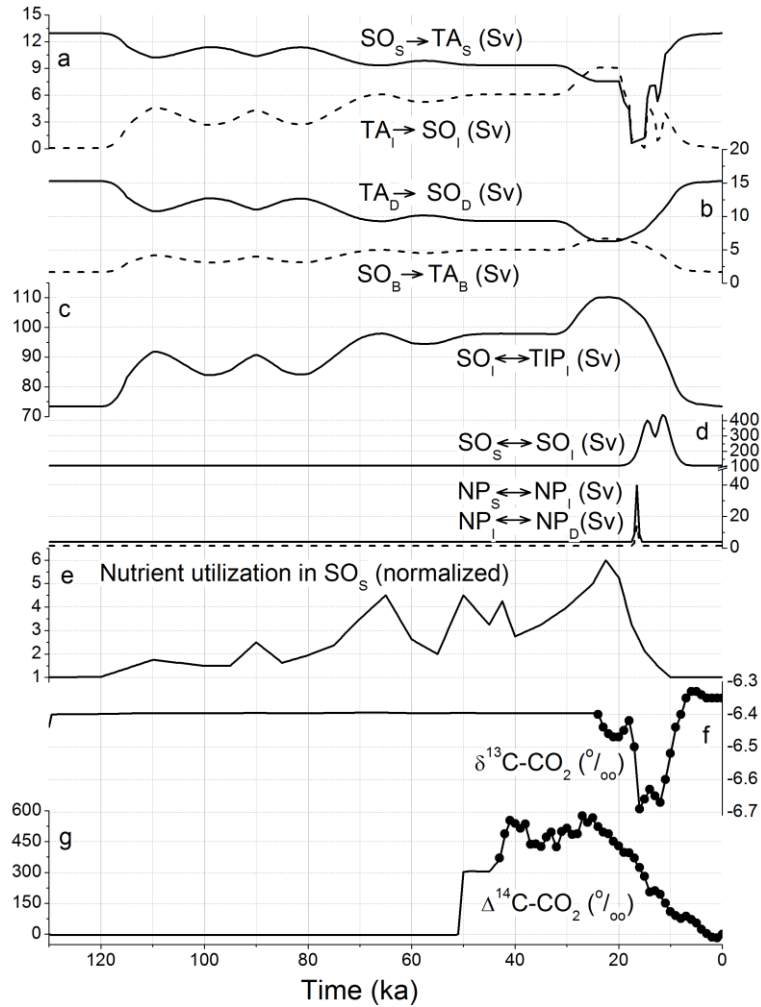 15
12
9
6
3
0
a
SO_S→TA_S (Sv)
TA_I→SO_I (Sv)
20
15
10
5
0
b
TA_D→SO_D (Sv)
SO_B→TA_B (Sv)
110
100
90
80
70
c
SO_I↔TIP_I (Sv)
400
300
200
100
d
SO_S↔SO_I (Sv)
NP_S↔NP_I (Sv)
NP_I↔NP_D(Sv)
40
20
0
6
5
4
3
2
1
e Nutrient utilization in SO_S (normalized)
-6.3
-6.4
-6.5
-6.6
-6.7
f
δ¹³C-CO₂ (º/₀₀)
600
450
300
150
0
g
Δ¹⁴C-CO₂ (º/₀₀)
120 100 80 60 40 20 0
Time (ka)